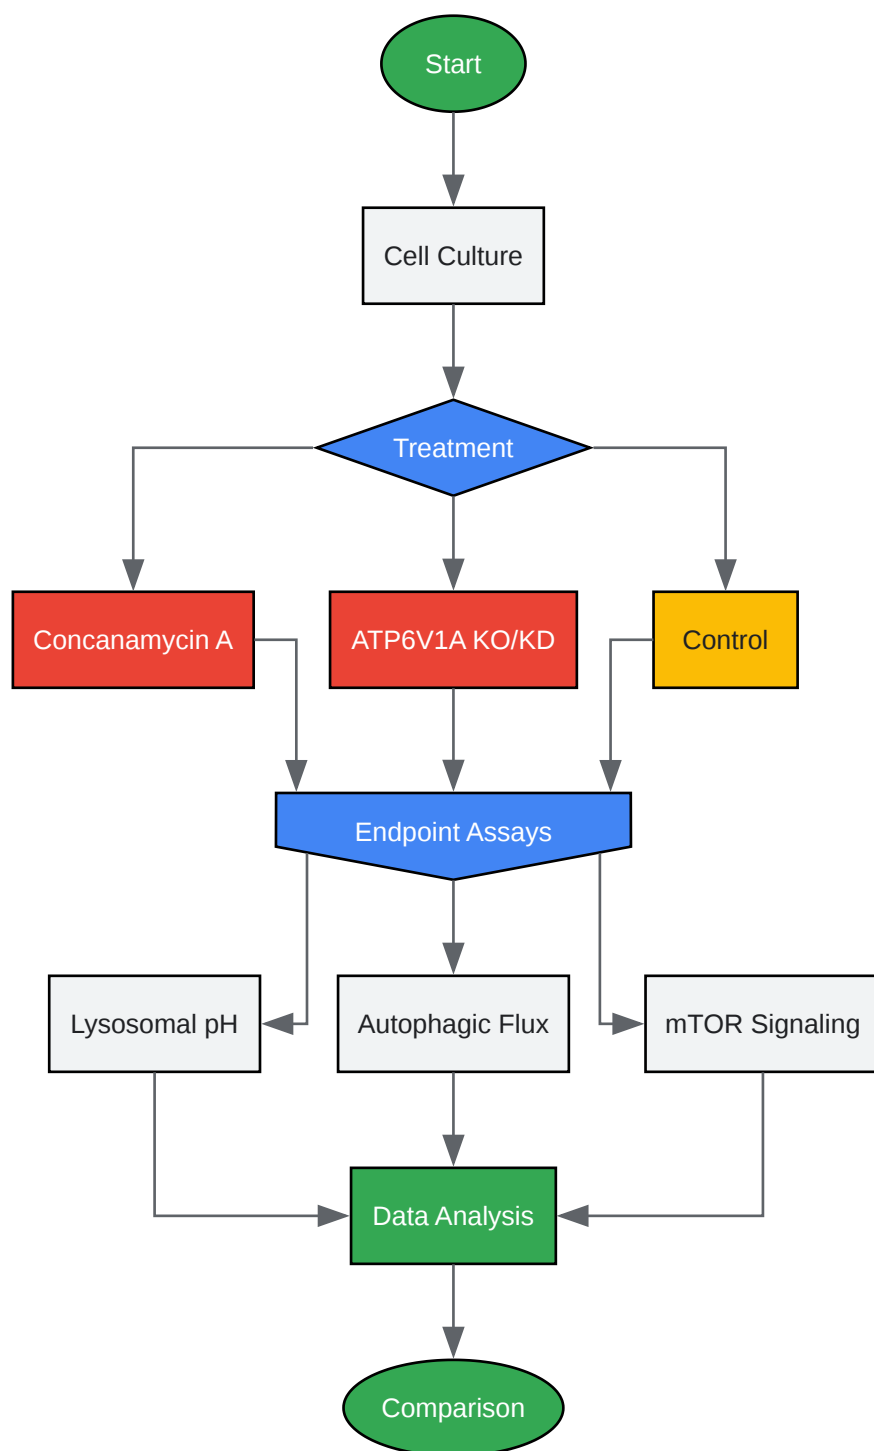 Start
Cell Culture
Treatment
Concanamycin A
ATP6V1A KO/KD
Control
Endpoint Assays
Lysosomal pH
Autophagic Flux
mTOR Signaling
Data Analysis
Comparison